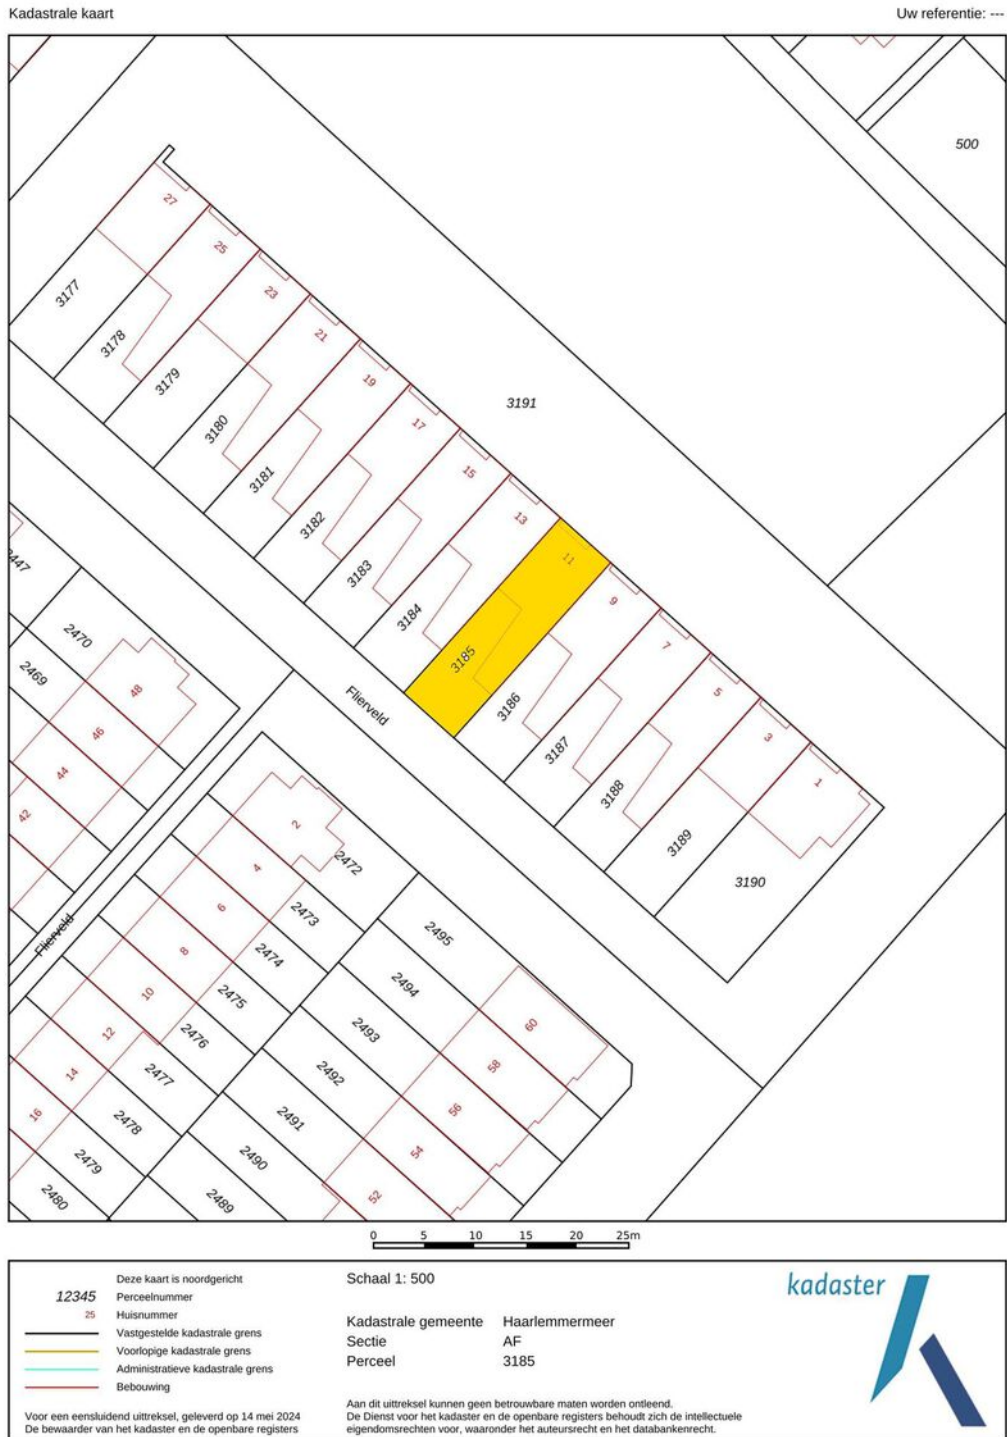 Kadastrale kaart
Uw referentie: ---
500
27
25
23
21
19
17
15
13
11
9
7
5
3
1
3177
3178
3179
3180
3181
3182
3183
3184
3185
3186
3187
3188
3189
3190
3191
Flierveld
2470
2469
48
46
44
42
Flierveld
2
4
6
8
10
12
14
16
2472
2473
2474
2475
2476
2477
2478
2479
2480
2495
2494
2493
2492
2491
2490
2489
60
58
56
54
52
0 5 10 15 20 25m
Deze kaart is noordgericht
12345 Perceelnummer
25 Huisnummer
Vastgestelde kadastrale grens
Voorlopige kadastrale grens
Administratieve kadastrale grens
Bebouwing
Voor een eensluidend uittreksel, geleverd op 14 mei 2024
De bewaarder van het kadaster en de openbare registers
Schaal 1: 500
Kadastrale gemeente Haarlemmermeer
Sectie AF
Perceel 3185
Aan dit uittreksel kunnen geen betrouwbare maten worden ontleend.
De Dienst voor het kadaster en de openbare registers behoudt zich de intellectuele
eigendomsrechten voor, waaronder het auteursrecht en het databankenrecht.
kadaster